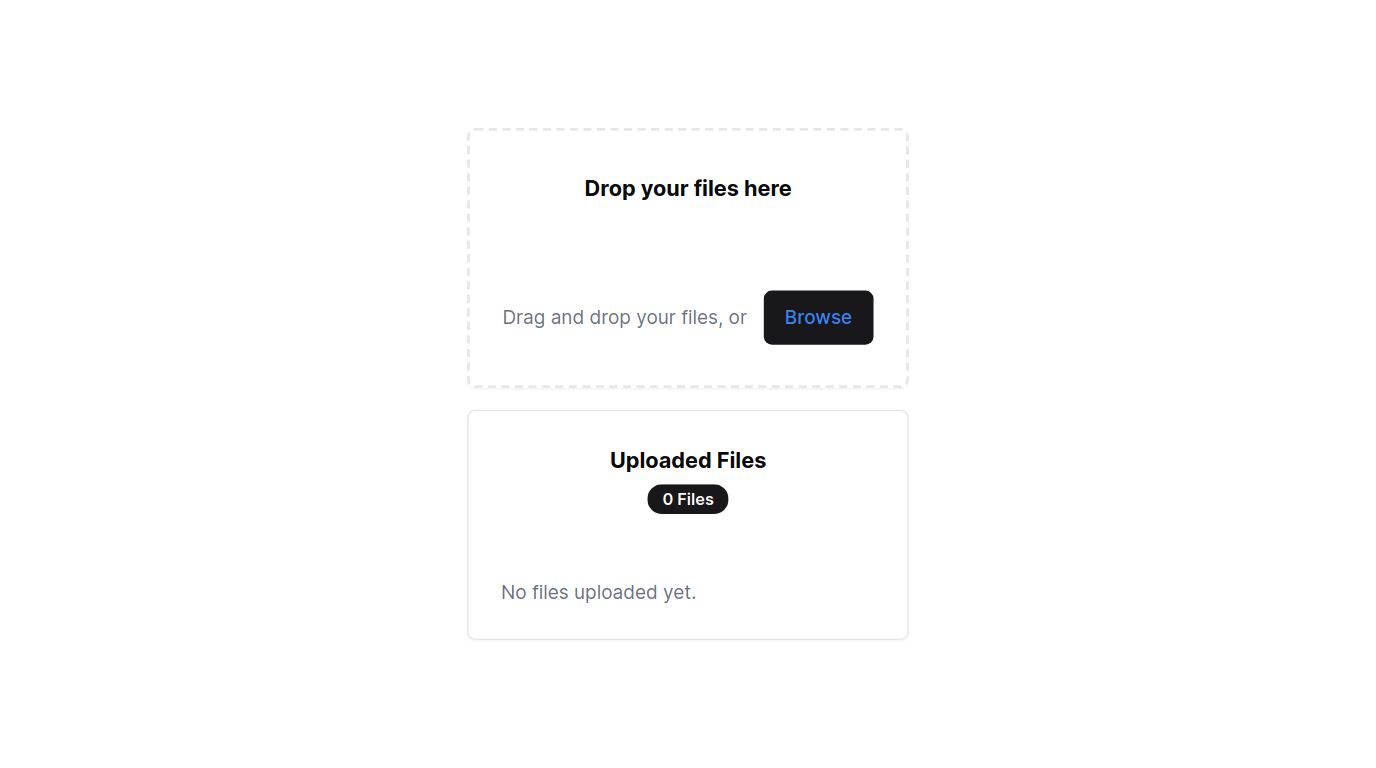 Drop your files here
Drag and drop your files, or Browse
Uploaded Files
0 Files
No files uploaded yet.